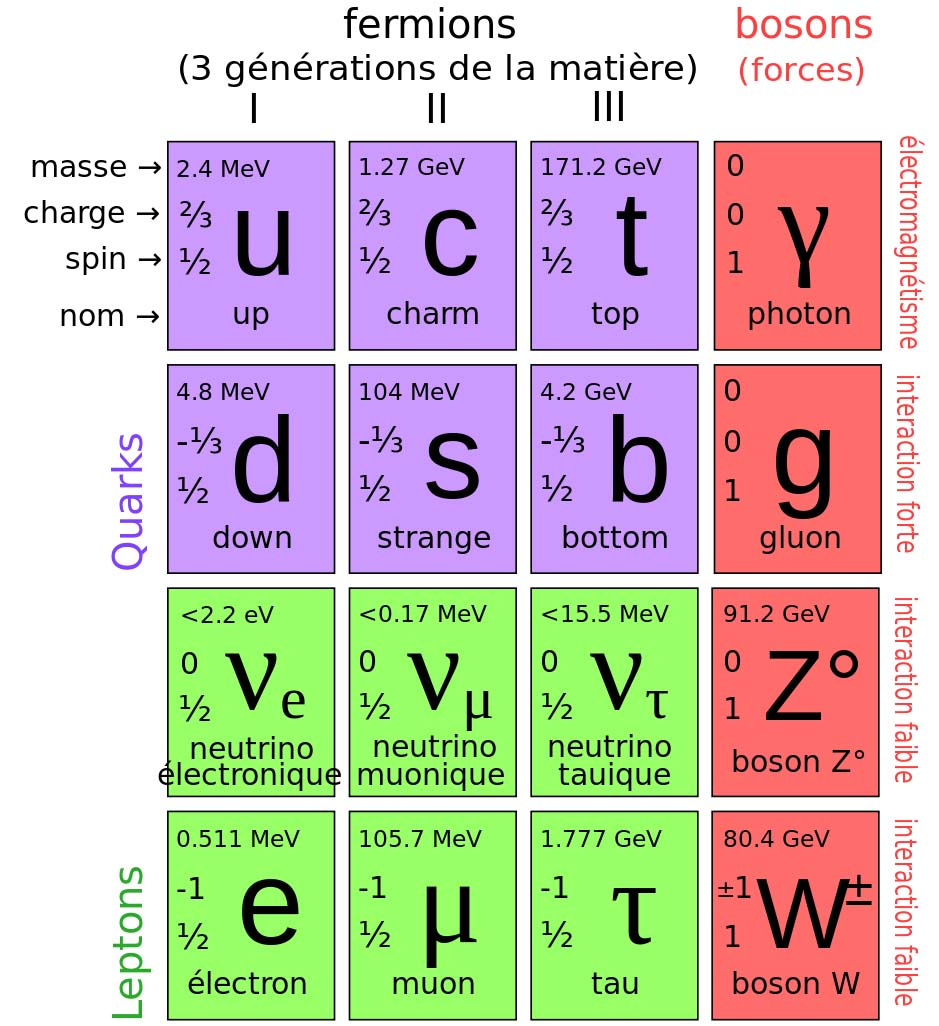 fermions
(3 générations de la matière)
I II III
bosons
(forces)
masse →
charge →
spin →
nom →
2.4 MeV
⅔
½
u
up
1.27 GeV
⅔
½
c
charm
171.2 GeV
⅔
½
t
top
0
0
1
γ
photon
électromagnétisme
Quarks
4.8 MeV
-⅓
½
d
down
104 MeV
-⅓
½
s
strange
4.2 GeV
-⅓
½
b
bottom
0
0
1
g
gluon
interaction forte
<2.2 eV
0
½
νe
neutrino
électronique
<0.17 MeV
0
½
νμ
neutrino
muonique
<15.5 MeV
0
½
ντ
neutrino
tauique
91.2 GeV
0
1
Z°
boson Z°
interaction faible
Leptons
0.511 MeV
-1
½
e
électron
105.7 MeV
-1
½
μ
muon
1.777 GeV
-1
½
τ
tau
80.4 GeV
±1
1
W±
boson W
interaction faible